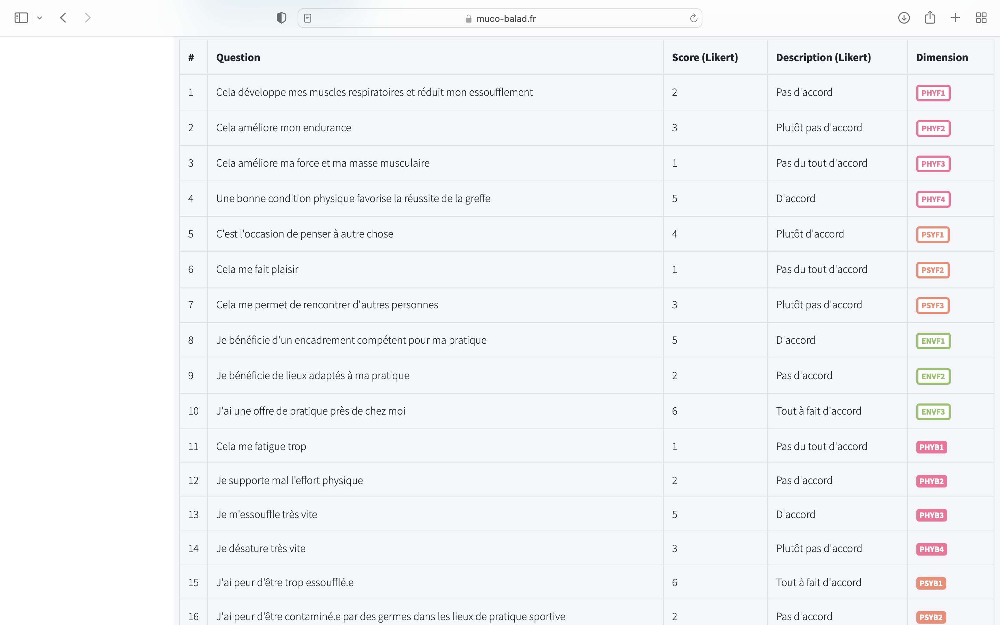 muco-balad.fr
# Question Score (Likert) Description (Likert) Dimension
1 Cela développe mes muscles respiratoires et réduit mon essoufflement 2 Pas d'accord PHYF1
2 Cela améliore mon endurance 3 Plutôt pas d'accord PHYF2
3 Cela améliore ma force et ma masse musculaire 1 Pas du tout d'accord PHYF3
4 Une bonne condition physique favorise la réussite de la greffe 5 D'accord PHYF4
5 C'est l'occasion de penser à autre chose 4 Plutôt d'accord PSYF1
6 Cela me fait plaisir 1 Pas du tout d'accord PSYF2
7 Cela me permet de rencontrer d'autres personnes 3 Plutôt pas d'accord PSYF3
8 Je bénéficie d'un encadrement compétent pour ma pratique 5 D'accord ENVF1
9 Je bénéficie de lieux adaptés à ma pratique 2 Pas d'accord ENVF2
10 J'ai une offre de pratique près de chez moi 6 Tout à fait d'accord ENVF3
11 Cela me fatigue trop 1 Pas du tout d'accord PHYB1
12 Je supporte mal l'effort physique 2 Pas d'accord PHYB2
13 Je m'essouffle très vite 5 D'accord PHYB3
14 Je désature très vite 3 Plutôt pas d'accord PHYB4
15 J'ai peur d'être trop essoufflé.e 6 Tout à fait d'accord PSYB1
16 J'ai peur d'être contaminé.e par des germes dans les lieux de pratique sportive 2 Pas d'accord PSYB2